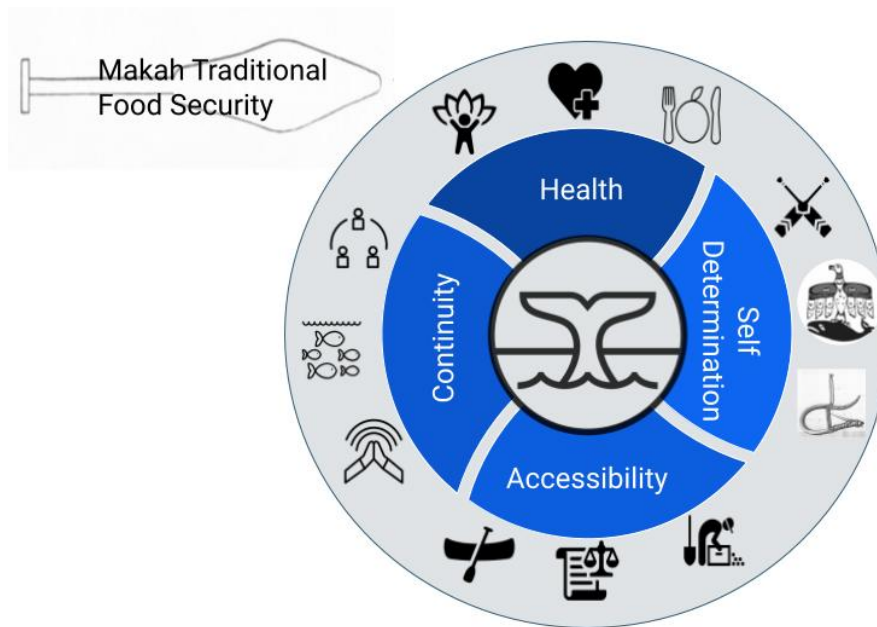 Makah Traditional
Food Security
Health
Self
Determination
Accessibility
Continuity